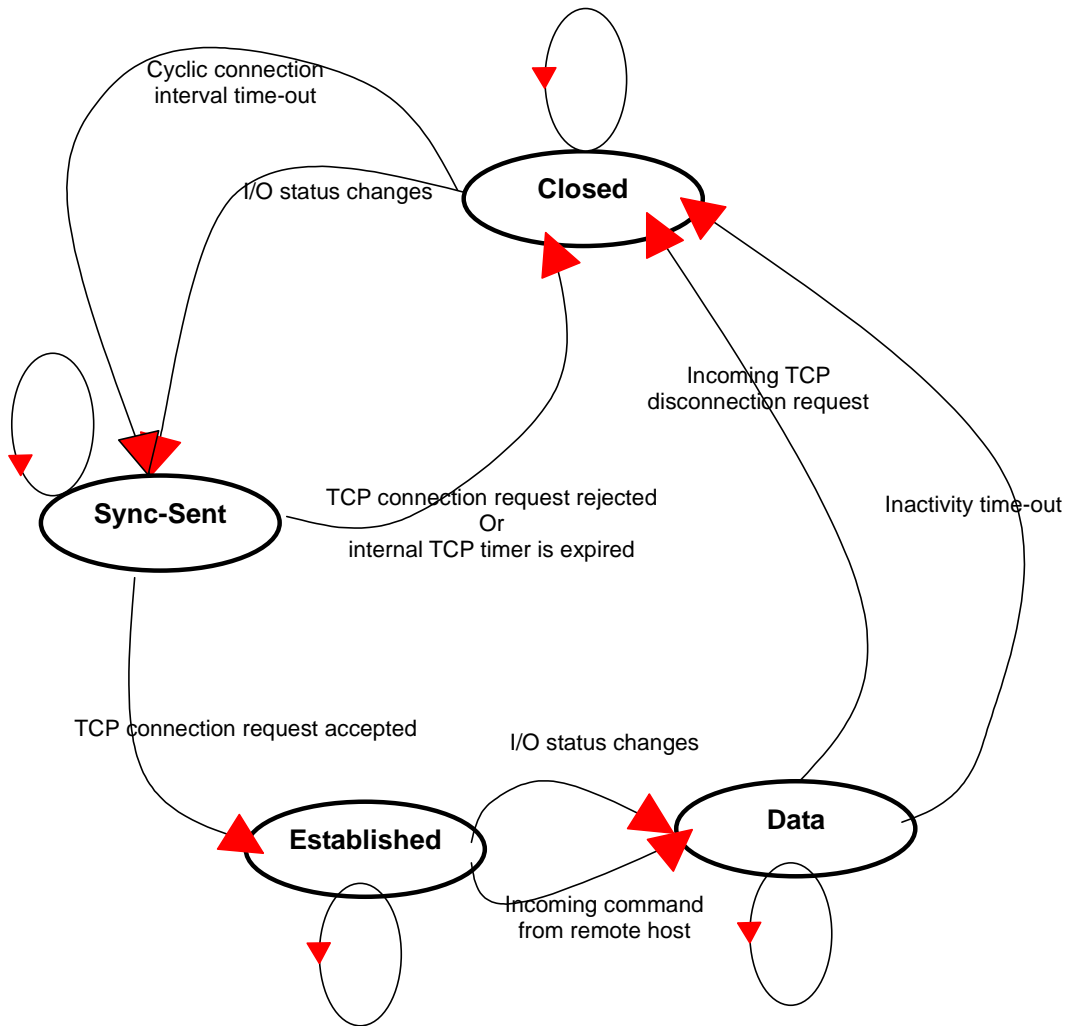 Cyclic connection
interval time-out
Closed
I/O status changes
Incoming TCP
disconnection request
Sync-Sent
TCP connection request rejected
Or
internal TCP timer is expired
Inactivity time-out
TCP connection request accepted
I/O status changes
Established
Data
Incoming command
from remote host